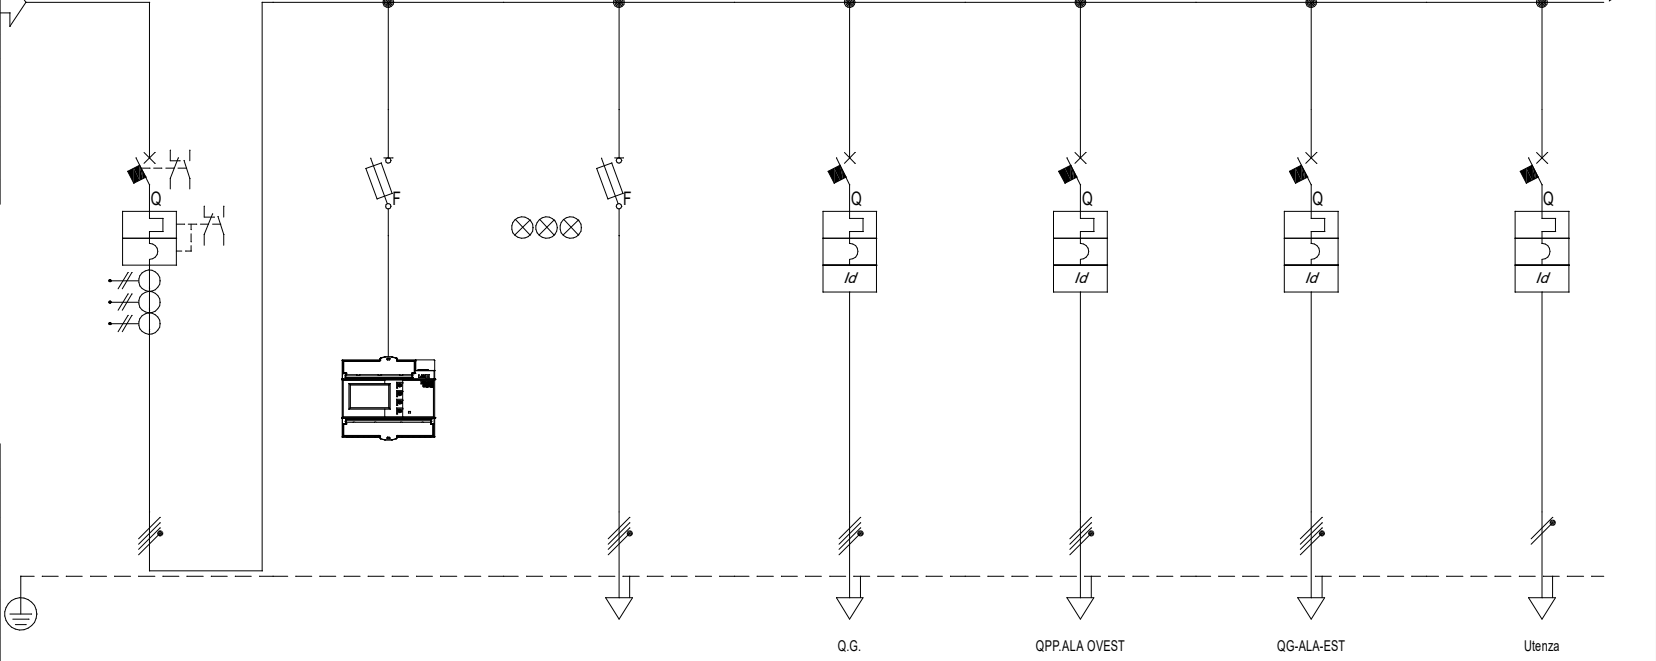 Q
F
F
Q
Q
Q
Q
Id
Id
Id
Id
Q.G.
QPP.ALA OVEST
QG-ALA-EST
Utenza